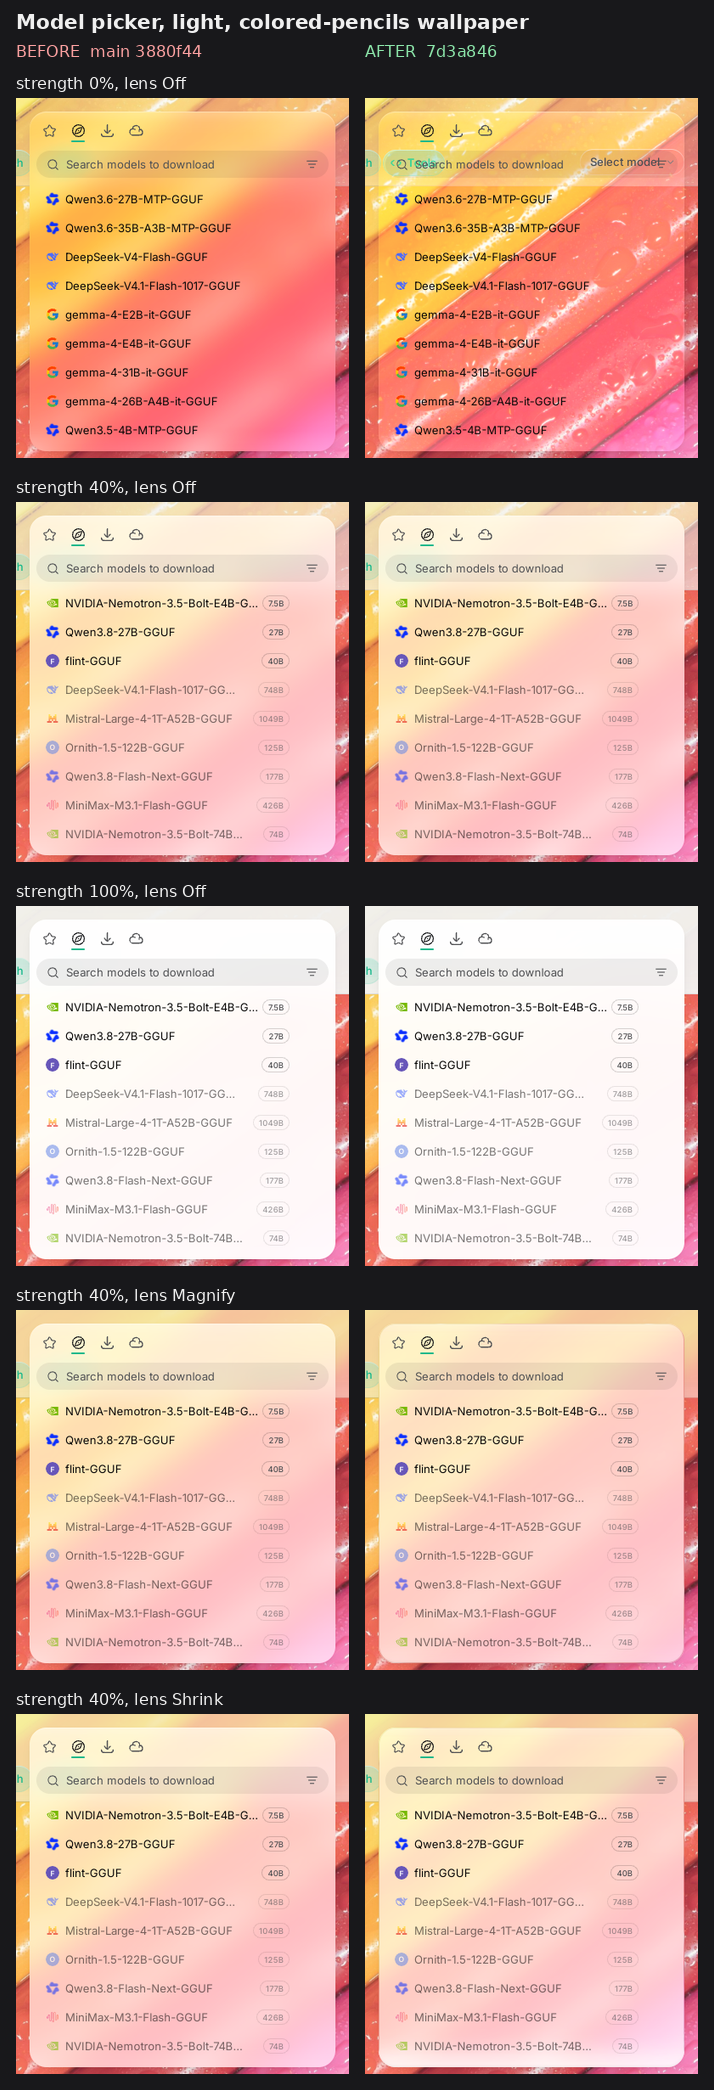 Model picker, light, colored-pencils wallpaper
BEFORE main 3880f44
AFTER 7d3a846
strength 0%, lens Off
h
Search models to download
Qwen3.6-27B-MTP-GGUF
Qwen3.6-35B-A3B-MTP-GGUF
DeepSeek-V4-Flash-GGUF
DeepSeek-V4.1-Flash-1017-GGUF
gemma-4-E2B-it-GGUF
gemma-4-E4B-it-GGUF
gemma-4-31B-it-GGUF
gemma-4-26B-A4B-it-GGUF
Qwen3.5-4B-MTP-GGUF
h
Search models to download
Select model
Qwen3.6-27B-MTP-GGUF
Qwen3.6-35B-A3B-MTP-GGUF
DeepSeek-V4-Flash-GGUF
DeepSeek-V4.1-Flash-1017-GGUF
gemma-4-E2B-it-GGUF
gemma-4-E4B-it-GGUF
gemma-4-31B-it-GGUF
gemma-4-26B-A4B-it-GGUF
Qwen3.5-4B-MTP-GGUF
strength 40%, lens Off
h
Search models to download
NVIDIA-Nemotron-3.5-Bolt-E4B-G... 7.5B
Qwen3.8-27B-GGUF 27B
F flint-GGUF 40B
DeepSeek-V4.1-Flash-1017-GG... 748B
Mistral-Large-4-1T-A52B-GGUF 1049B
O Ornith-1.5-122B-GGUF 125B
Qwen3.8-Flash-Next-GGUF 177B
MiniMax-M3.1-Flash-GGUF 426B
NVIDIA-Nemotron-3.5-Bolt-74B... 74B
h
Search models to download
NVIDIA-Nemotron-3.5-Bolt-E4B-G... 7.5B
Qwen3.8-27B-GGUF 27B
F flint-GGUF 40B
DeepSeek-V4.1-Flash-1017-GG... 748B
Mistral-Large-4-1T-A52B-GGUF 1049B
O Ornith-1.5-122B-GGUF 125B
Qwen3.8-Flash-Next-GGUF 177B
MiniMax-M3.1-Flash-GGUF 426B
NVIDIA-Nemotron-3.5-Bolt-74B... 74B
strength 100%, lens Off
h
Search models to download
NVIDIA-Nemotron-3.5-Bolt-E4B-G... 7.5B
Qwen3.8-27B-GGUF 27B
F flint-GGUF 40B
DeepSeek-V4.1-Flash-1017-GG... 748B
Mistral-Large-4-1T-A52B-GGUF 1049B
O Ornith-1.5-122B-GGUF 125B
Qwen3.8-Flash-Next-GGUF 177B
MiniMax-M3.1-Flash-GGUF 426B
NVIDIA-Nemotron-3.5-Bolt-74B... 74B
h
Search models to download
NVIDIA-Nemotron-3.5-Bolt-E4B-G... 7.5B
Qwen3.8-27B-GGUF 27B
F flint-GGUF 40B
DeepSeek-V4.1-Flash-1017-GG... 748B
Mistral-Large-4-1T-A52B-GGUF 1049B
O Ornith-1.5-122B-GGUF 125B
Qwen3.8-Flash-Next-GGUF 177B
MiniMax-M3.1-Flash-GGUF 426B
NVIDIA-Nemotron-3.5-Bolt-74B... 74B
strength 40%, lens Magnify
h
Search models to download
NVIDIA-Nemotron-3.5-Bolt-E4B-G... 7.5B
Qwen3.8-27B-GGUF 27B
F flint-GGUF 40B
DeepSeek-V4.1-Flash-1017-GG... 748B
Mistral-Large-4-1T-A52B-GGUF 1049B
O Ornith-1.5-122B-GGUF 125B
Qwen3.8-Flash-Next-GGUF 177B
MiniMax-M3.1-Flash-GGUF 426B
NVIDIA-Nemotron-3.5-Bolt-74B... 74B
h
Search models to download
NVIDIA-Nemotron-3.5-Bolt-E4B-G... 7.5B
Qwen3.8-27B-GGUF 27B
F flint-GGUF 40B
DeepSeek-V4.1-Flash-1017-GG... 748B
Mistral-Large-4-1T-A52B-GGUF 1049B
O Ornith-1.5-122B-GGUF 125B
Qwen3.8-Flash-Next-GGUF 177B
MiniMax-M3.1-Flash-GGUF 426B
NVIDIA-Nemotron-3.5-Bolt-74B... 74B
strength 40%, lens Shrink
h
Search models to download
NVIDIA-Nemotron-3.5-Bolt-E4B-G... 7.5B
Qwen3.8-27B-GGUF 27B
F flint-GGUF 40B
DeepSeek-V4.1-Flash-1017-GG... 748B
Mistral-Large-4-1T-A52B-GGUF 1049B
O Ornith-1.5-122B-GGUF 125B
Qwen3.8-Flash-Next-GGUF 177B
MiniMax-M3.1-Flash-GGUF 426B
NVIDIA-Nemotron-3.5-Bolt-74B... 74B
h
Search models to download
NVIDIA-Nemotron-3.5-Bolt-E4B-G... 7.5B
Qwen3.8-27B-GGUF 27B
F flint-GGUF 40B
DeepSeek-V4.1-Flash-1017-GG... 748B
Mistral-Large-4-1T-A52B-GGUF 1049B
O Ornith-1.5-122B-GGUF 125B
Qwen3.8-Flash-Next-GGUF 177B
MiniMax-M3.1-Flash-GGUF 426B
NVIDIA-Nemotron-3.5-Bolt-74B... 74B